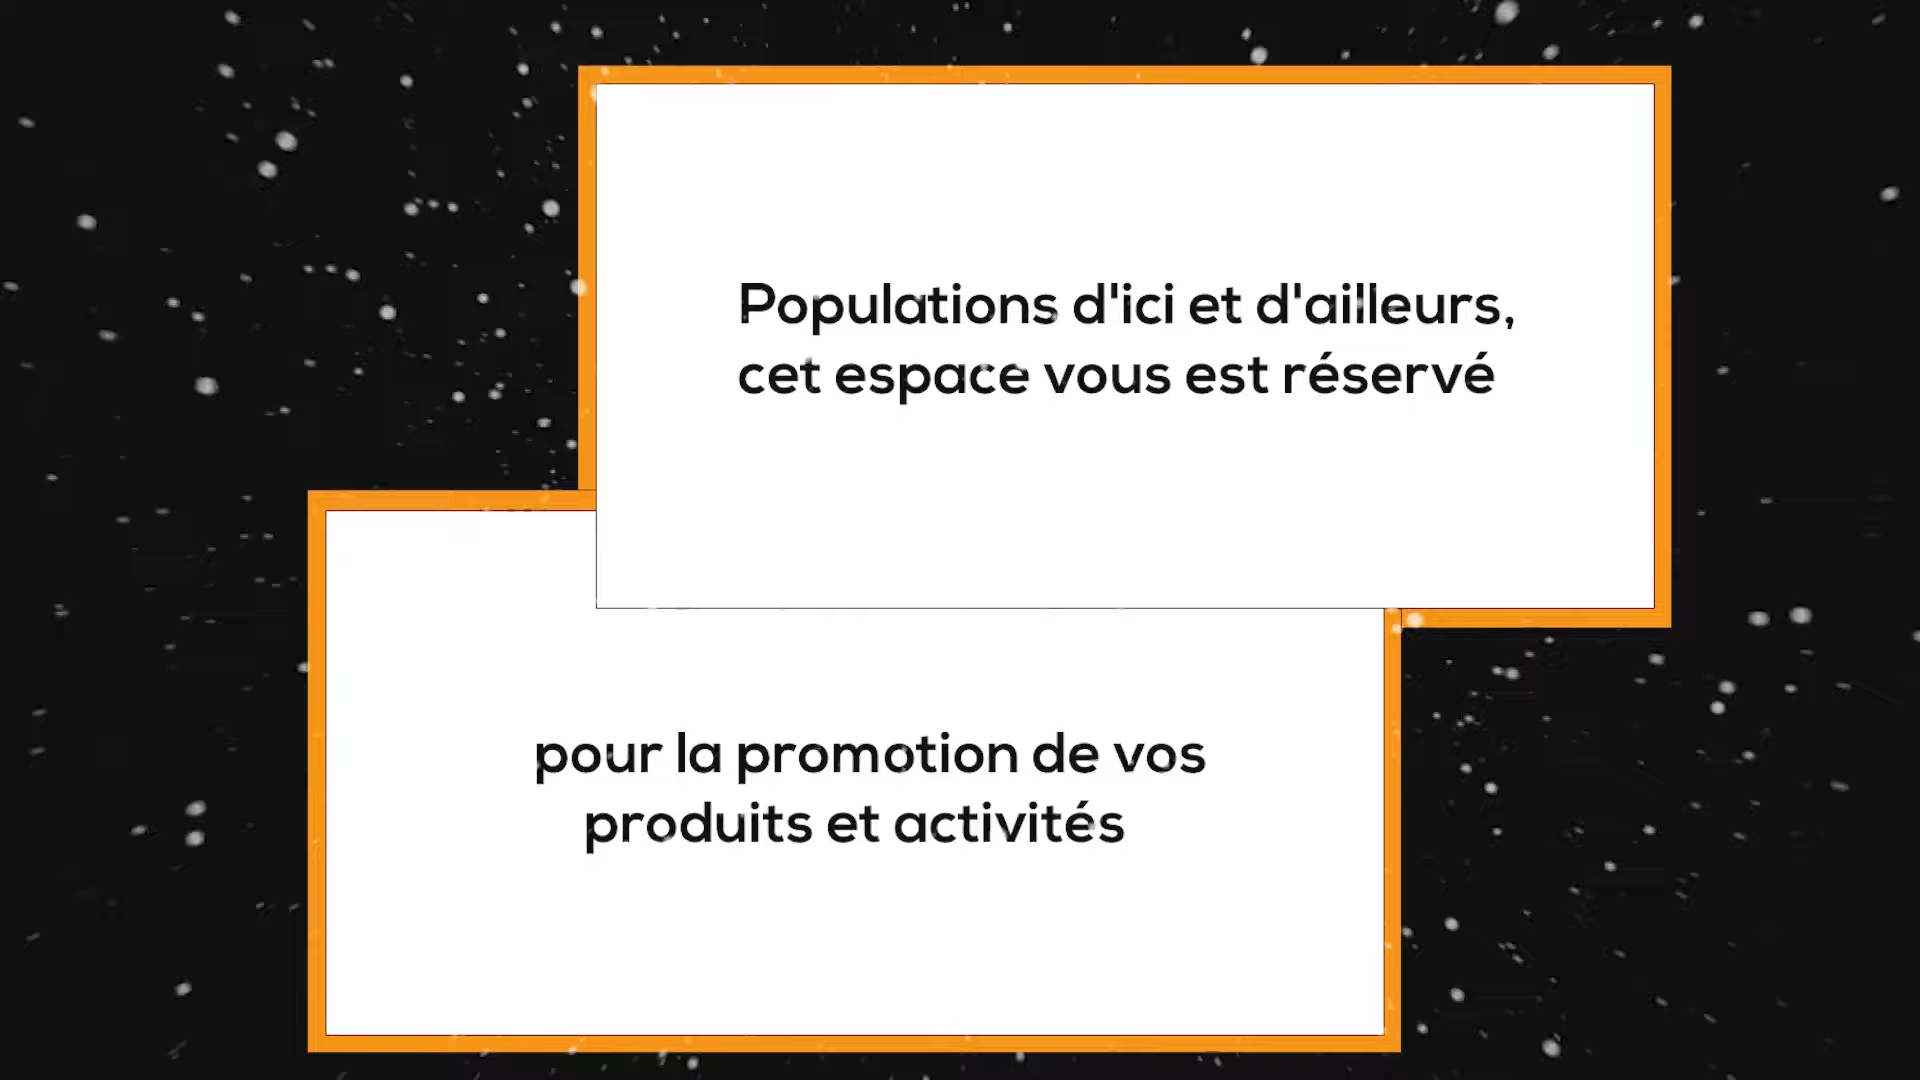 Populations d'ici et d'ailleurs,
cet espace vous est réservé
pour la promotion de vos
produits et activités